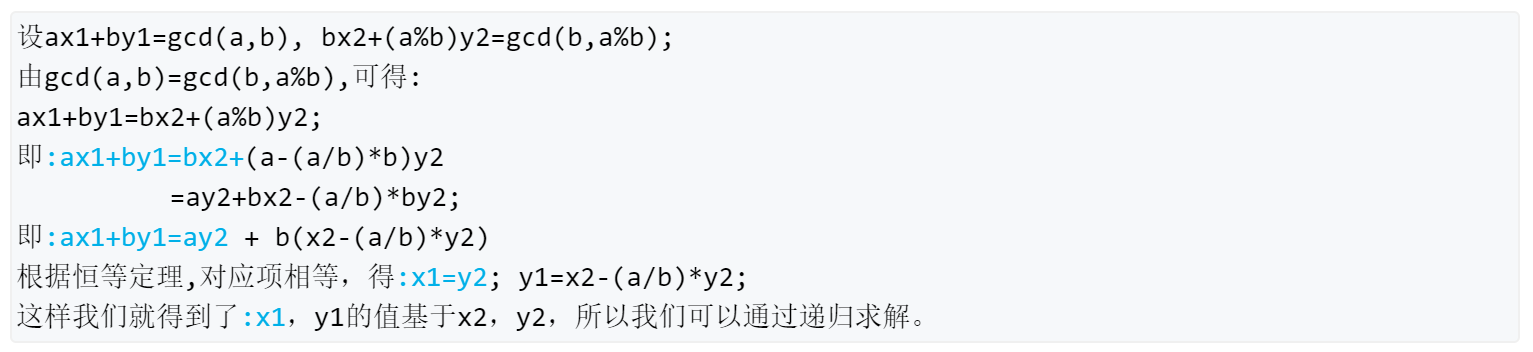 设ax1+by1=gcd(a,b), bx2+(a%b)y2=gcd(b,a%b);
由gcd(a,b)=gcd(b,a%b),可得:
ax1+by1=bx2+(a%b)y2;
即:ax1+by1=bx2+(a-(a/b)*b)y2
=ay2+bx2-(a/b)*by2;
即:ax1+by1=ay2 + b(x2-(a/b)*y2)
根据恒等定理,对应项相等，得:x1=y2; y1=x2-(a/b)*y2;
这样我们就得到了:x1，y1的值基于x2，y2，所以我们可以通过递归求解。